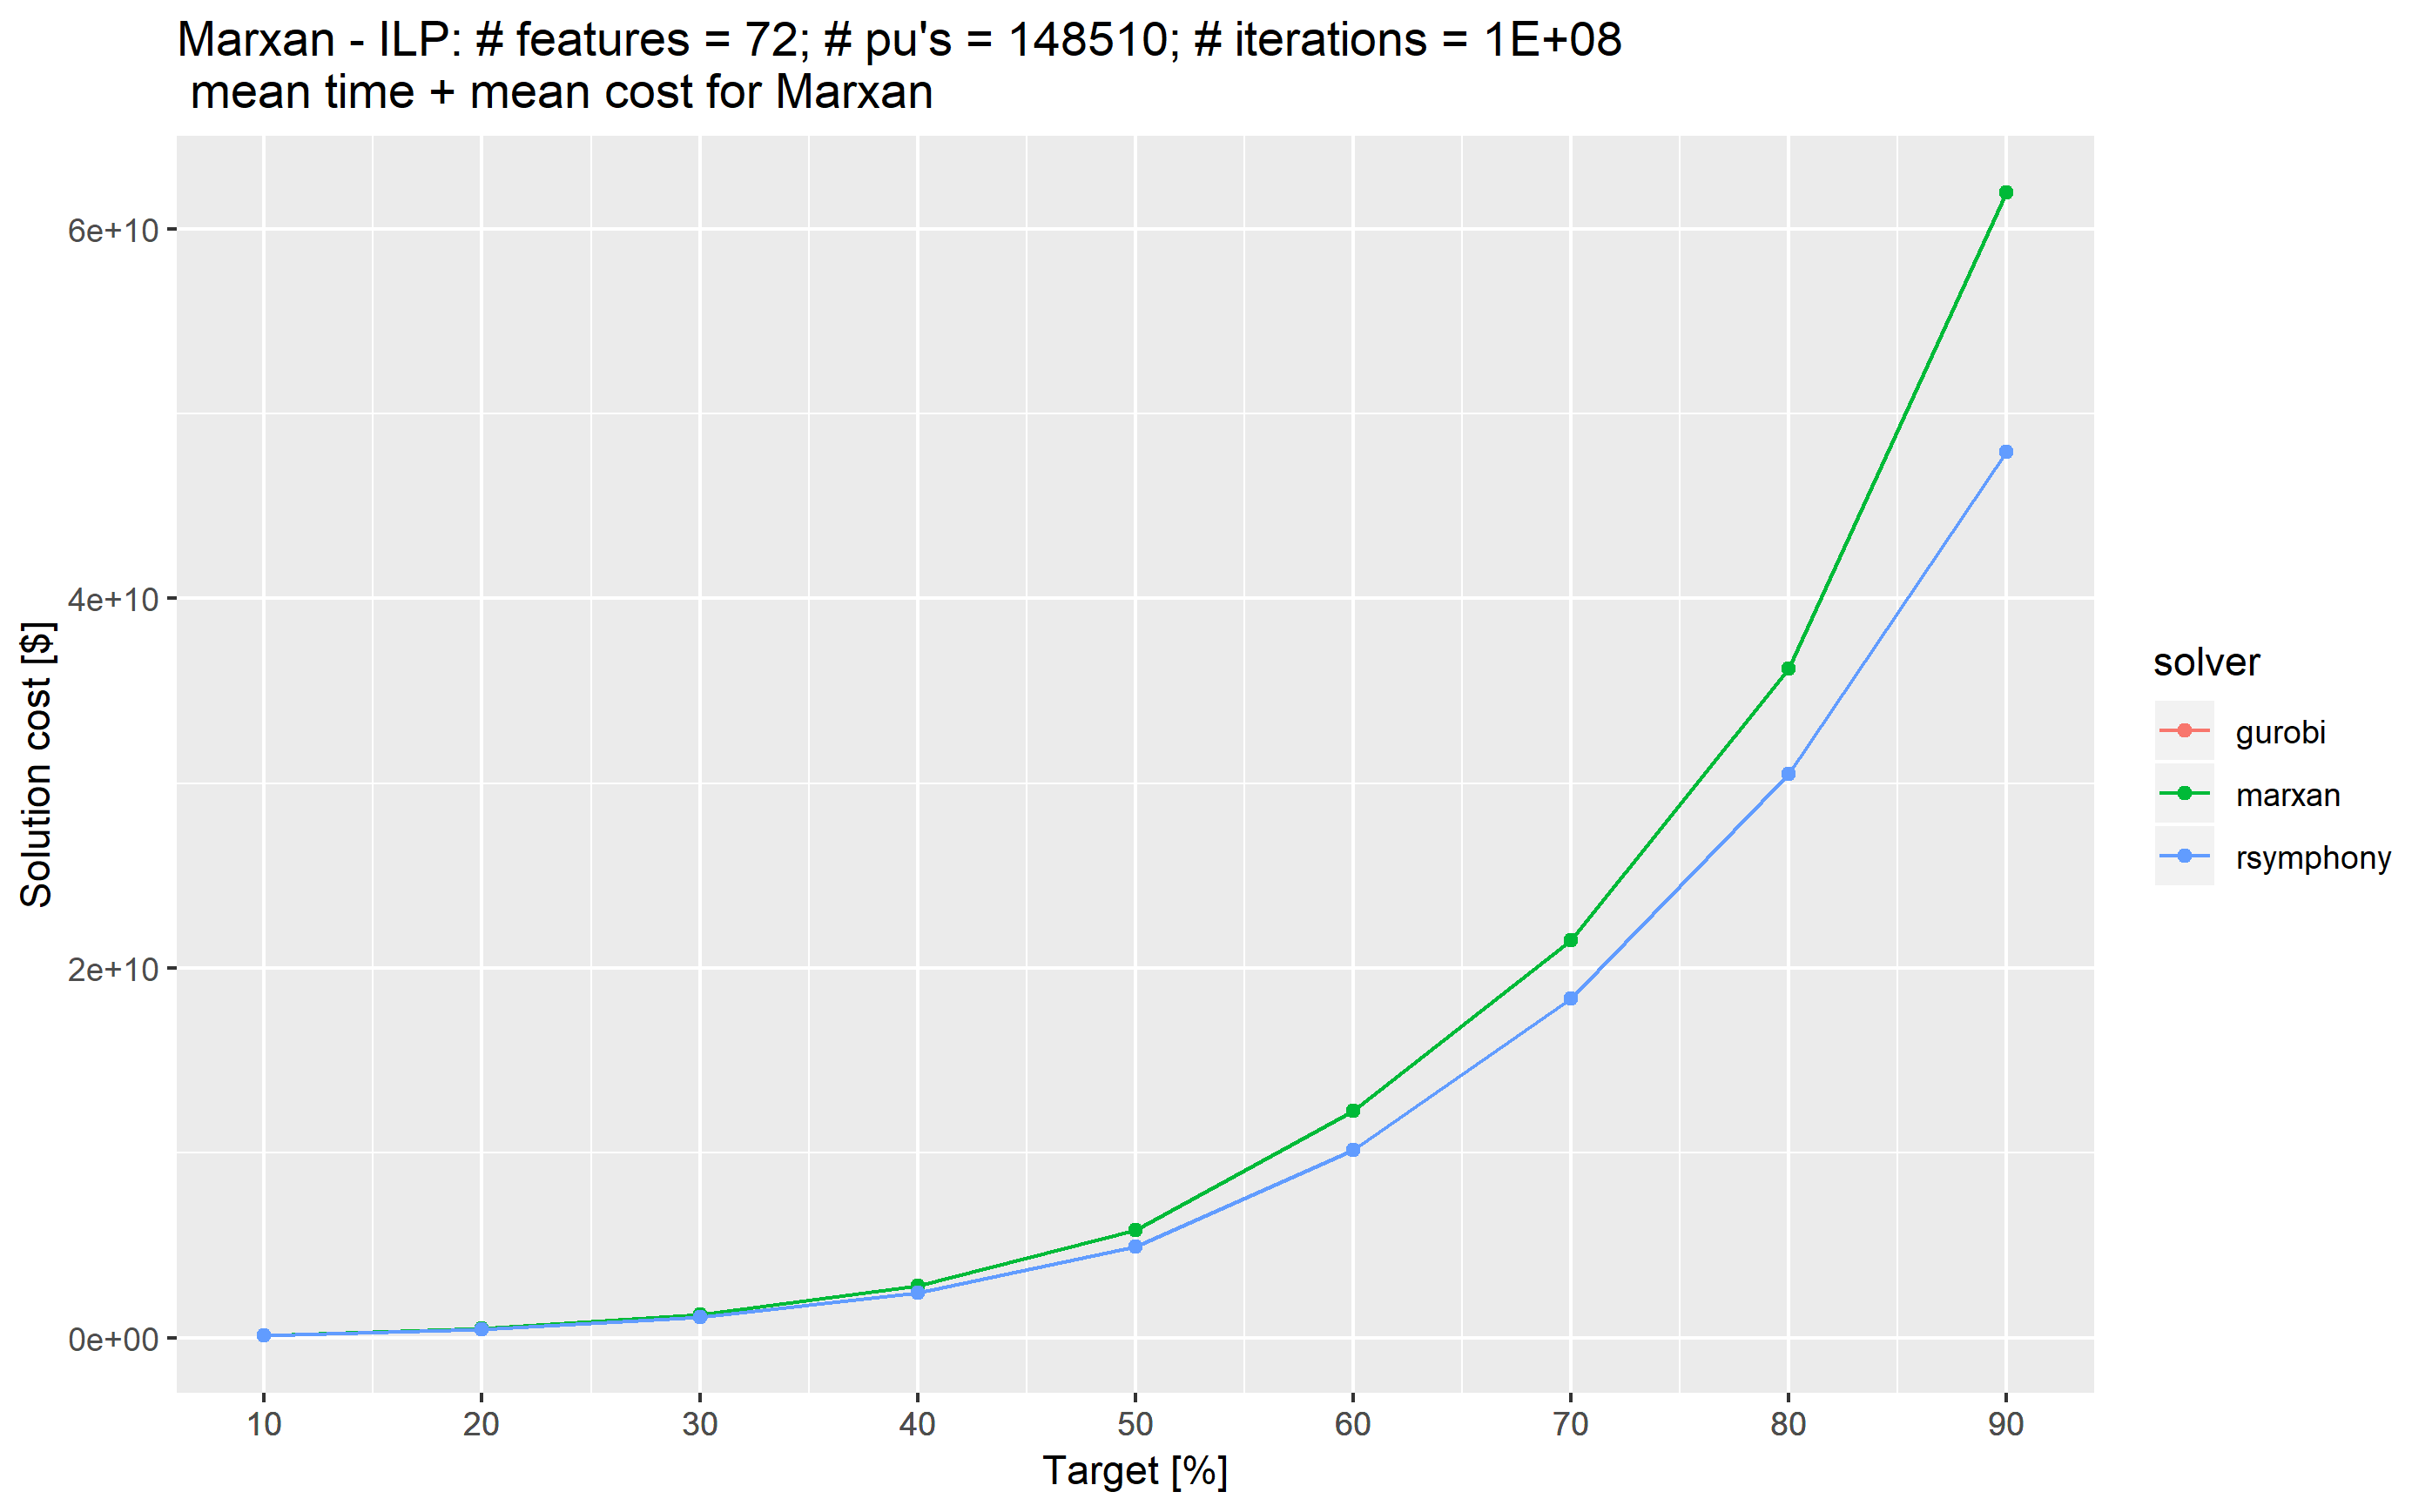 Marxan - ILP: # features = 72; # pu's = 148510; # iterations = 1E+08
mean time + mean cost for Marxan
Solution cost [$]
6e+10
4e+10
2e+10
0e+00
10 20 30 40 50 60 70 80 90
Target [%]
solver
gurobi
marxan
rsymphony